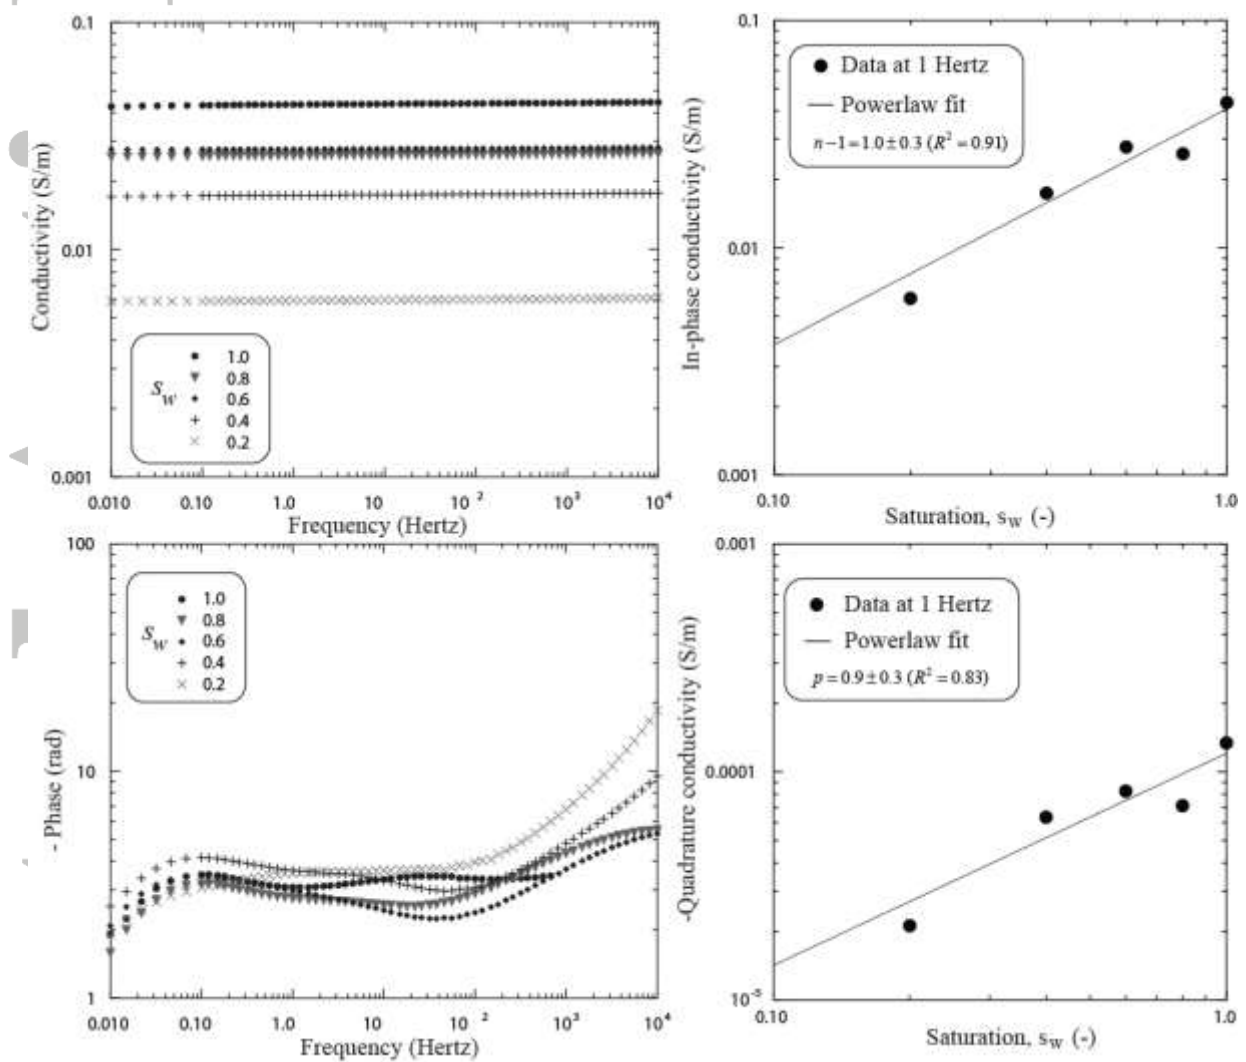 0.1
0.01
0.001
Conductivity (S/m)
S_w
1.0
0.8
0.6
0.4
0.2
0.010 0.10 1.0 10 10² 10³ 10⁴
Frequency (Hertz)
0.1
0.01
0.001
In-phase conductivity (S/m)
Data at 1 Hertz
Powerlaw fit
n−1=1.0±0.3 (R²=0.91)
0.10 1.0
Saturation, s_w (-)
100
10
1
- Phase (rad)
S_w
1.0
0.8
0.6
0.4
0.2
0.010 0.10 1.0 10 10² 10³ 10⁴
Frequency (Hertz)
0.001
0.0001
10⁻⁵
-Quadrature conductivity (S/m)
Data at 1 Hertz
Powerlaw fit
p=0.9±0.3 (R²=0.83)
0.10 1.0
Saturation, s_w (-)